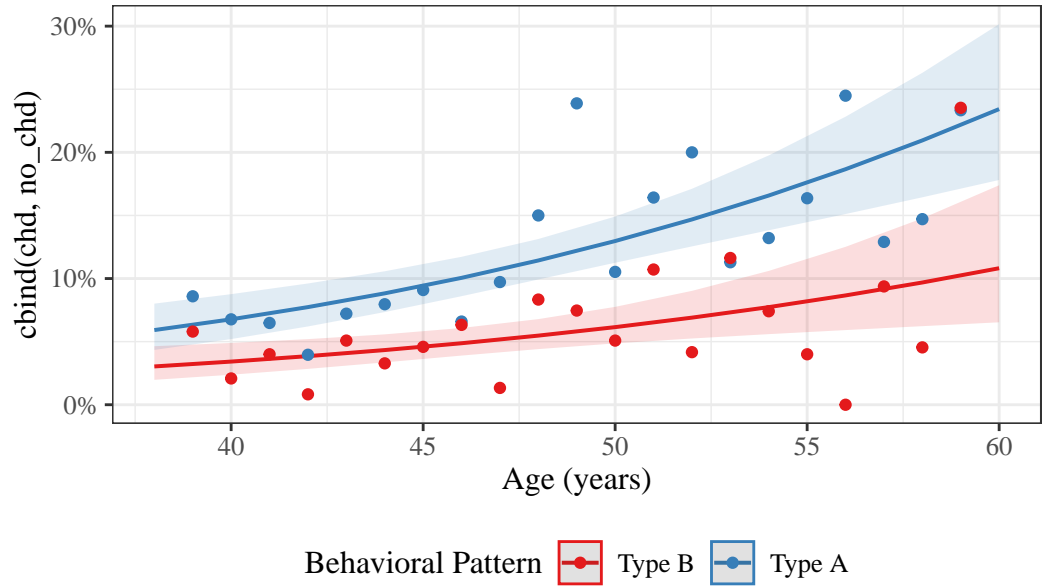 30%
20%
10%
0%
cbind(chd, no_chd)
40 45 50 55 60
Age (years)
Behavioral Pattern Type B Type A